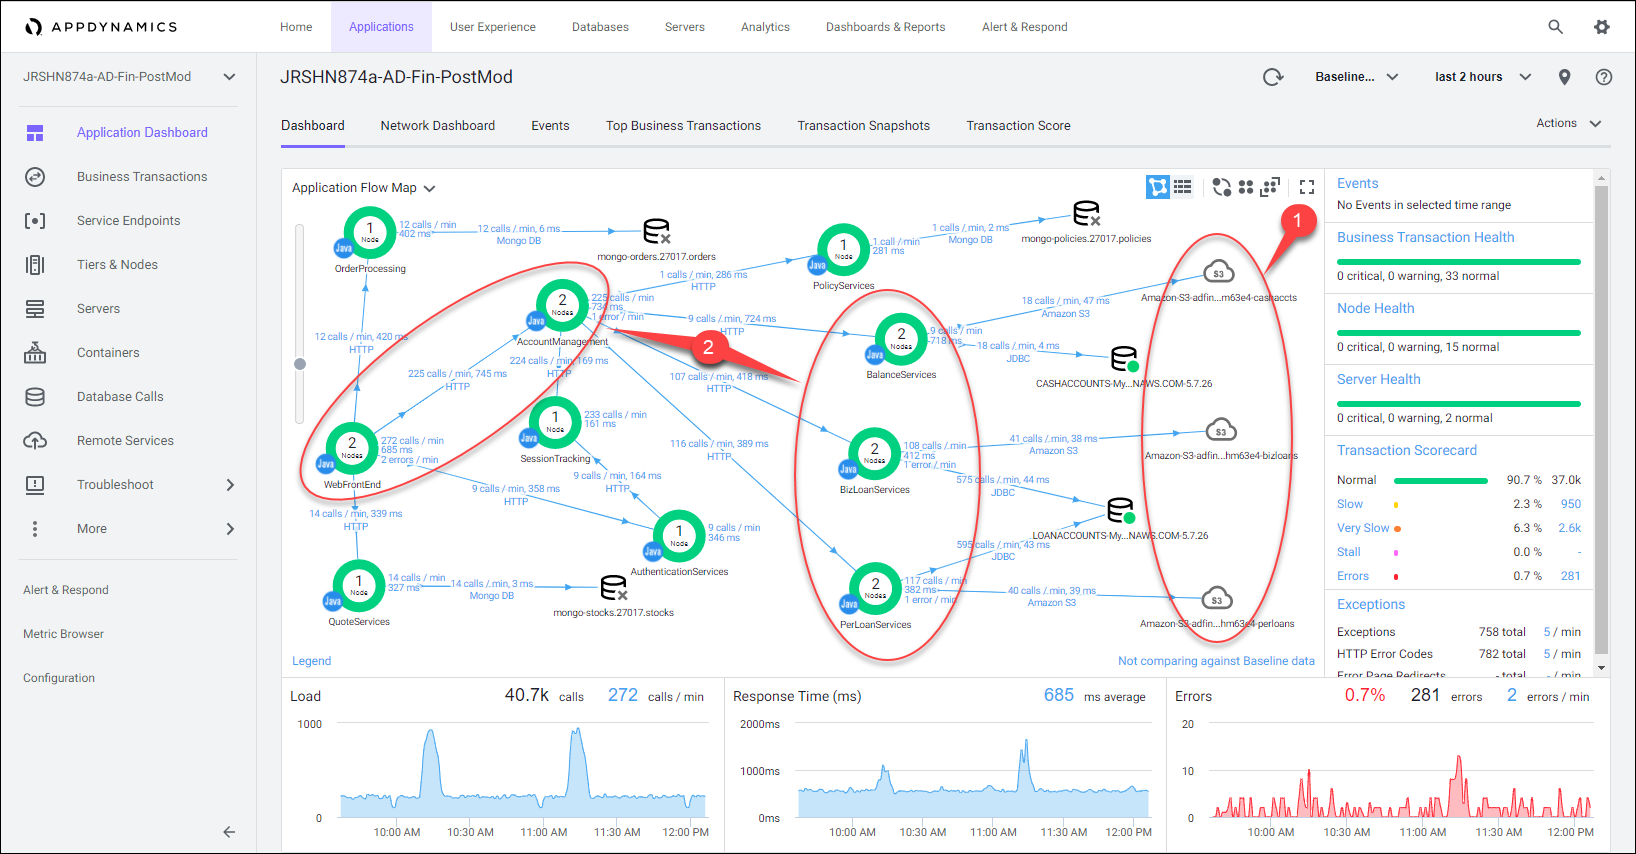 APPDYNAMICS
Home
Applications
User Experience
Databases
Servers
Analytics
Dashboards & Reports
Alert & Respond
JRSHN874a-AD-Fin-PostMod
Application Dashboard
Business Transactions
Service Endpoints
Tiers & Nodes
Servers
Containers
Database Calls
Remote Services
Troubleshoot
More
Alert & Respond
Metric Browser
Configuration
JRSHN874a-AD-Fin-PostMod
Baseline...
last 2 hours
Dashboard
Network Dashboard
Events
Top Business Transactions
Transaction Snapshots
Transaction Score
Actions
Application Flow Map
1
Node
Java
OrderProcessing
12 calls / min
402 ms
12 calls / min, 6 ms
Mongo DB
mongo-orders.27017.orders
12 calls / min, 420 ms
HTTP
2
Nodes
Java
AccountManagement
225 calls / min
734 ms
1 error / min
1 calls / min, 286 ms
HTTP
1
Node
Java
PolicyServices
1 call / min
281 ms
1 calls / min, 2 ms
Mongo DB
mongo-policies.27017.policies
1
S3
Amazon-S3-adfin...hm63e4-cashaccts
18 calls / min, 47 ms
Amazon S3
9 calls / min, 724 ms
HTTP
2
2
Nodes
Java
BalanceServices
9 calls / min
718 ms
18 calls / min, 4 ms
JDBC
CASHACCOUNTS-My...NAWS.COM-5.7.26
224 calls / min, 169 ms
HTTP
225 calls / min, 745 ms
HTTP
107 calls / min, 418 ms
HTTP
1
Node
Java
SessionTracking
233 calls / min
161 ms
2
Nodes
Java
WebFrontEnd
272 calls / min
685 ms
2 errors / min
116 calls / min, 389 ms
HTTP
2
Nodes
Java
BizLoanServices
108 calls / min
412 ms
1 error / min
41 calls / min, 38 ms
Amazon S3
S3
Amazon-S3-adfin...hm63e4-bizloans
9 calls / min, 164 ms
HTTP
9 calls / min, 358 ms
HTTP
575 calls / min, 44 ms
JDBC
14 calls / min, 339 ms
HTTP
1
Node
Java
AuthenticationServices
9 calls / min
346 ms
LOANACCOUNTS-My...NAWS.COM-5.7.26
595 calls / min, 43 ms
JDBC
1
Node
Java
QuoteServices
14 calls / min
327 ms
14 calls / min, 3 ms
Mongo DB
mongo-stocks.27017.stocks
2
Nodes
Java
PerLoanServices
117 calls / min
382 ms
1 error / min
40 calls / min, 39 ms
Amazon S3
S3
Amazon-S3-adfin...hm63e4-perloans
Legend
Not comparing against Baseline data
Events
No Events in selected time range
Business Transaction Health
0 critical, 0 warning, 33 normal
Node Health
0 critical, 0 warning, 15 normal
Server Health
0 critical, 0 warning, 2 normal
Transaction Scorecard
Normal 90.7 % 37.0k
Slow 2.3 % 950
Very Slow 6.3 % 2.6k
Stall 0.0 % -
Errors 0.7 % 281
Exceptions
Exceptions 758 total 5 / min
HTTP Error Codes 782 total 5 / min
Error Page Redirects - total - / min
Load 40.7k calls 272 calls / min
1000
0
10:00 AM 10:30 AM 11:00 AM 11:30 AM 12:00 PM
Response Time (ms) 685 ms average
2000ms
1000ms
0ms
10:00 AM 10:30 AM 11:00 AM 11:30 AM 12:00 PM
Errors 0.7% 281 errors 2 errors / min
20
10
0
10:00 AM 10:30 AM 11:00 AM 11:30 AM 12:00 PM